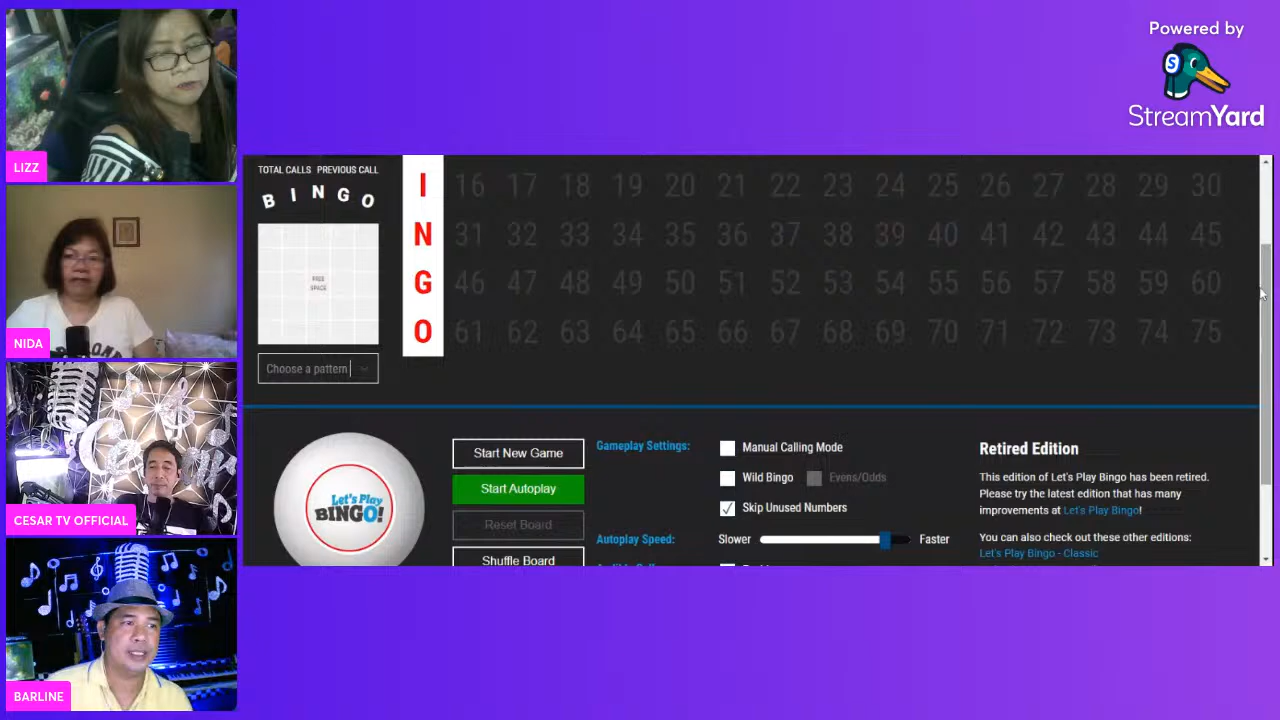 Powered by
StreamYard
LIZZ
NIDA
CESAR TV OFFICIAL
BARLINE
TOTAL CALLS PREVIOUS CALL
B I N G O
FREE
SPACE
Choose a pattern
I 16 17 18 19 20 21 22 23 24 25 26 27 28 29 30
N 31 32 33 34 35 36 37 38 39 40 41 42 43 44 45
G 46 47 48 49 50 51 52 53 54 55 56 57 58 59 60
O 61 62 63 64 65 66 67 68 69 70 71 72 73 74 75
Let's Play
BINGO!
Start New Game
Start Autoplay
Reset Board
Shuffle Board
Gameplay Settings:
Manual Calling Mode
Wild Bingo Evens/Odds
Skip Unused Numbers
Autoplay Speed:
Slower Faster
Retired Edition
This edition of Let's Play Bingo has been retired.
Please try the latest edition that has many
improvements at Let's Play Bingo!
You can also check out these other editions:
Let's Play Bingo - Classic